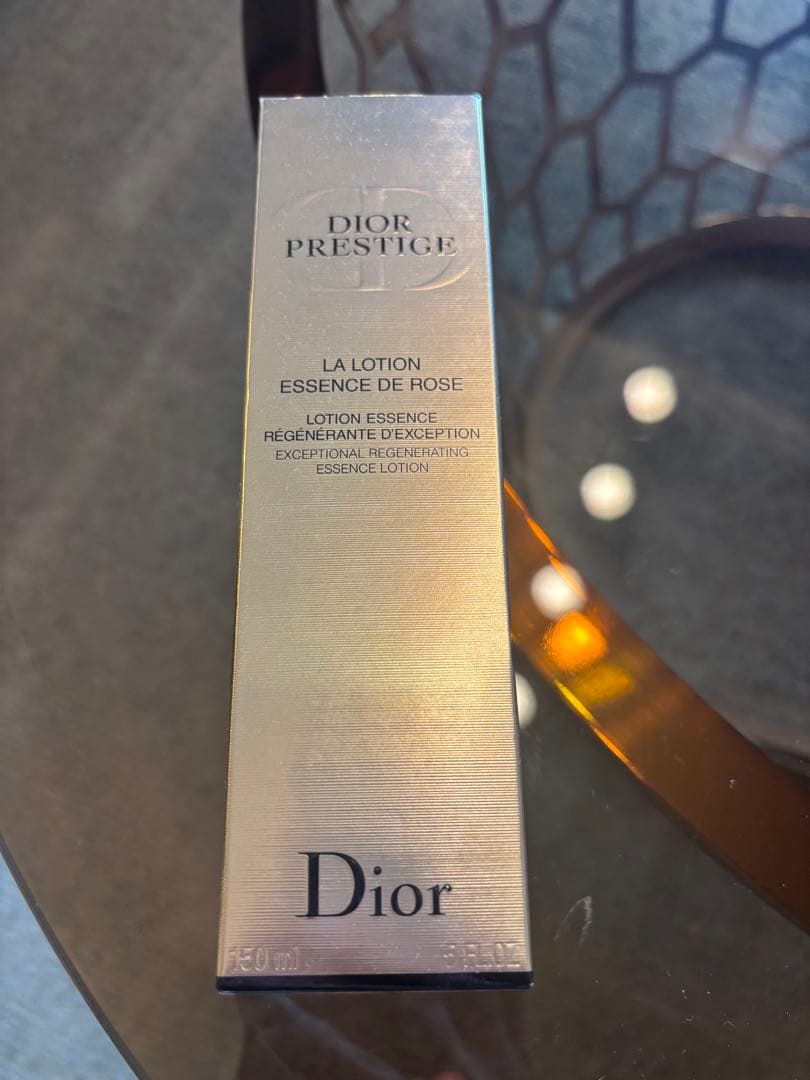 DIOR
PRESTIGE
LA LOTION
ESSENCE DE ROSE
LOTION ESSENCE
RÉGÉNÉRANTE D'EXCEPTION
EXCEPTIONAL REGENERATING
ESSENCE LOTION
Dior
150 ml 5 FL.OZ